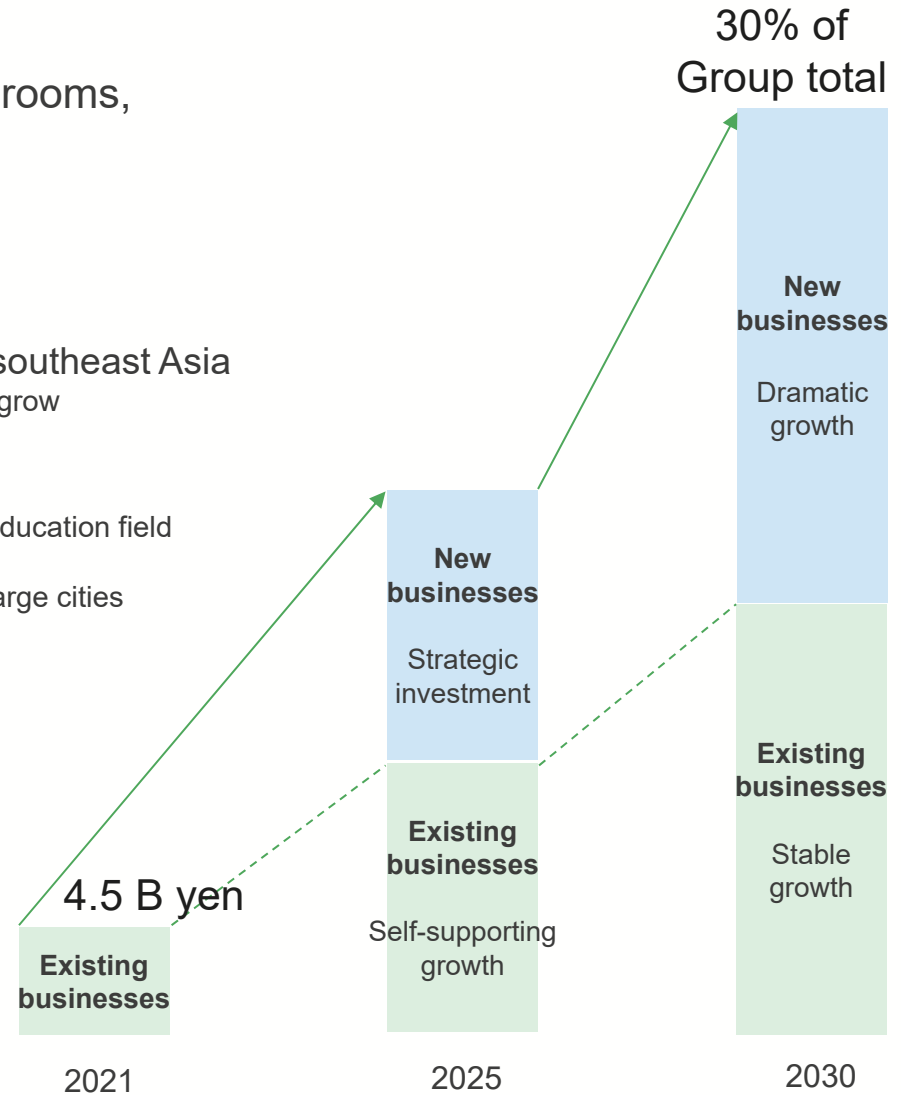 30% of
Group total
rooms,
southeast Asia
grow
ducation field
arge cities
New
businesses
Dramatic
growth
New
businesses
Strategic
investment
Existing
businesses
Stable
growth
Existing
businesses
Self-supporting
growth
4.5 B yen
Existing
businesses
2021
2025
2030